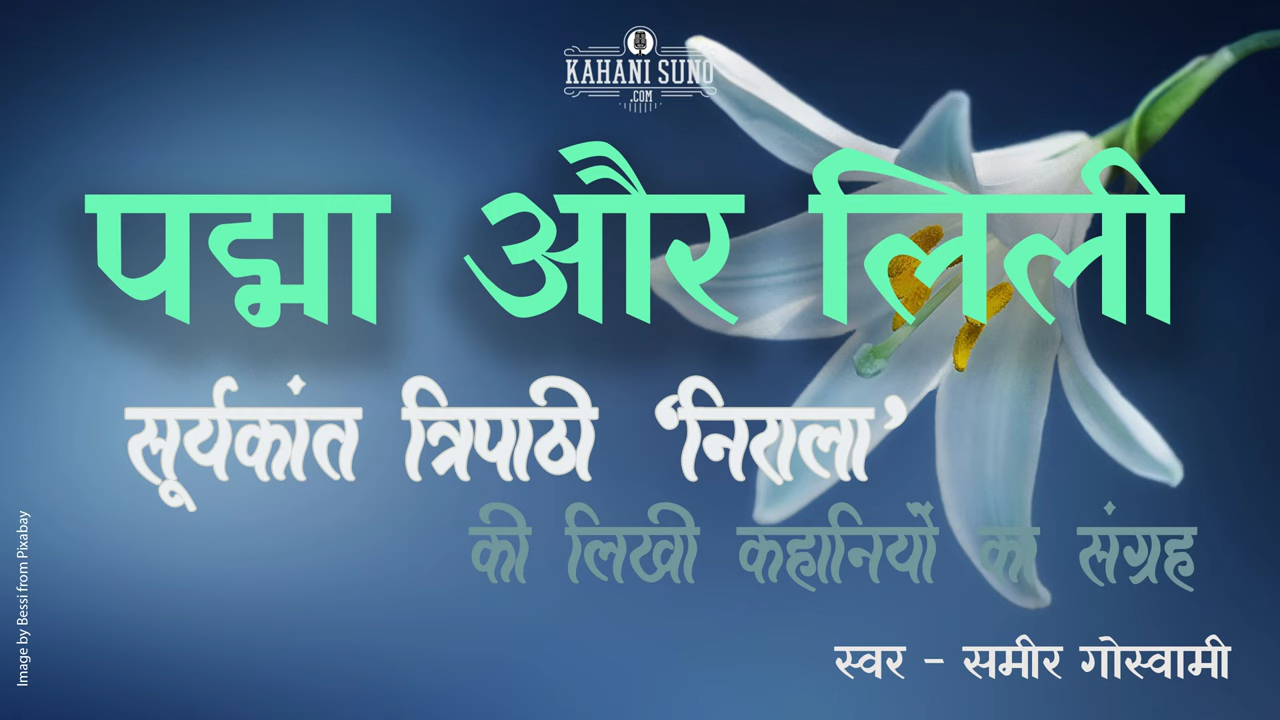 KAHANI SUNO
.COM
पद्मा और लिली
सूर्यकांत त्रिपाठी ‘निराला’
की लिखी कहानियों का संग्रह
स्वर - समीर गोस्वामी
Image by Bessi from Pixabay